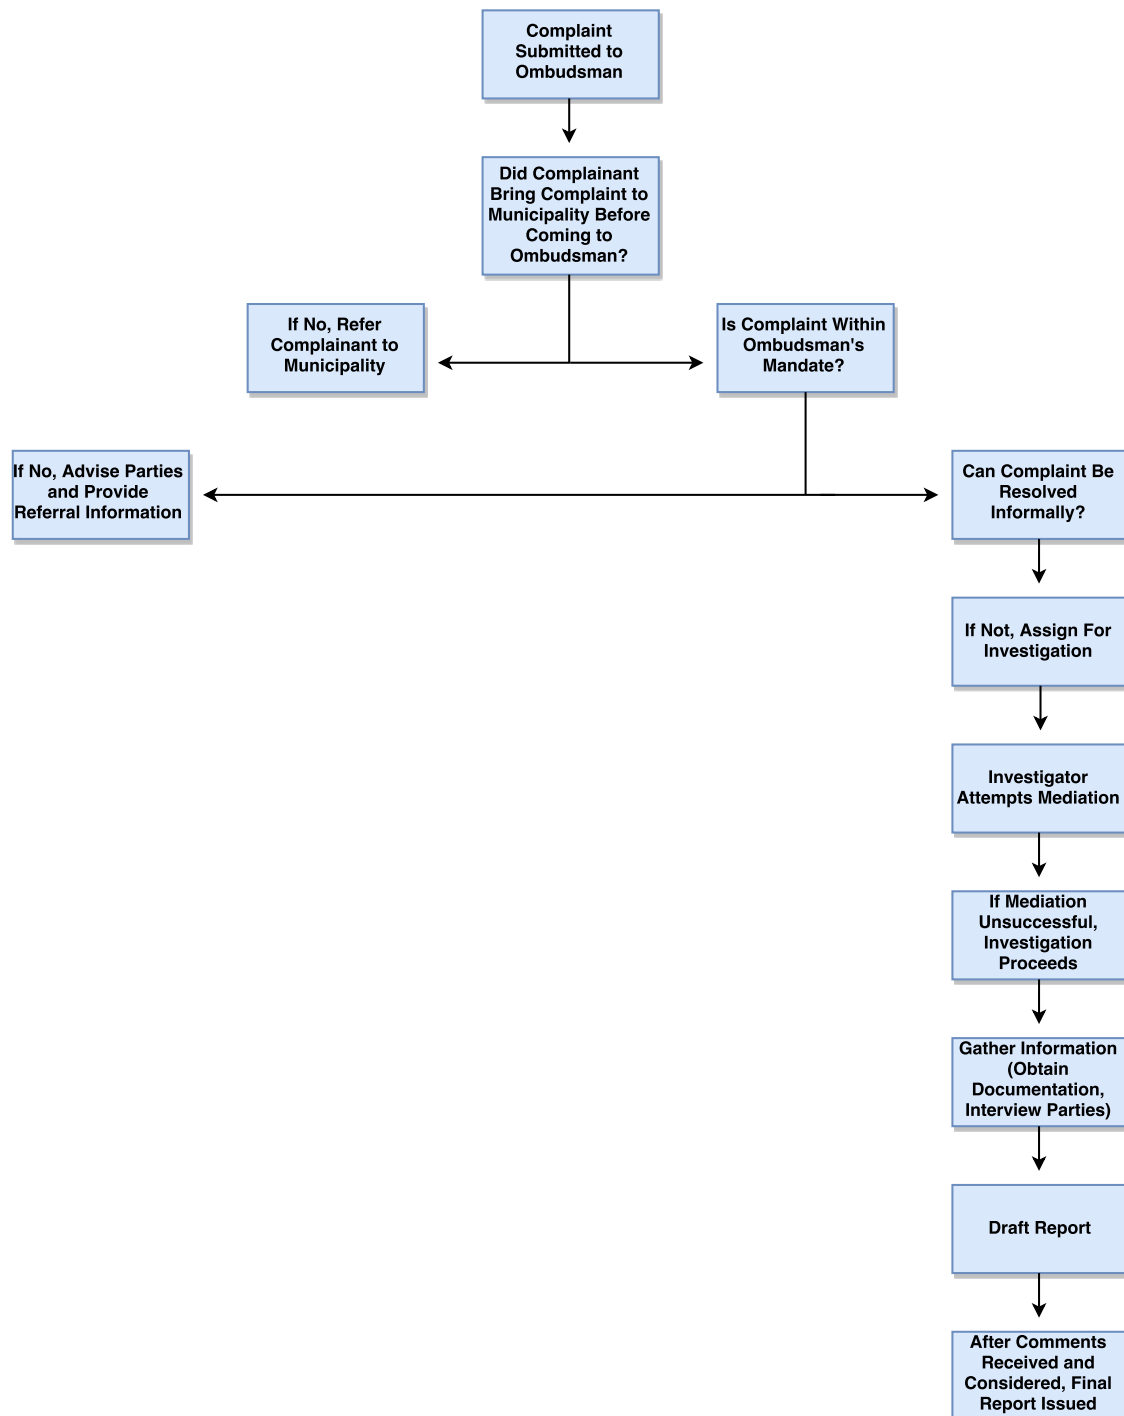 Complaint
Submitted to
Ombudsman
Did Complainant
Bring Complaint to
Municipality Before
Coming to
Ombudsman?
If No, Refer
Complainant to
Municipality
Is Complaint Within
Ombudsman's
Mandate?
If No, Advise Parties
and Provide
Referral Information
Can Complaint Be
Resolved
Informally?
If Not, Assign For
Investigation
Investigator
Attempts Mediation
If Mediation
Unsuccessful,
Investigation
Proceeds
Gather Information
(Obtain
Documentation,
Interview Parties)
Draft Report
After Comments
Received and
Considered, Final
Report Issued